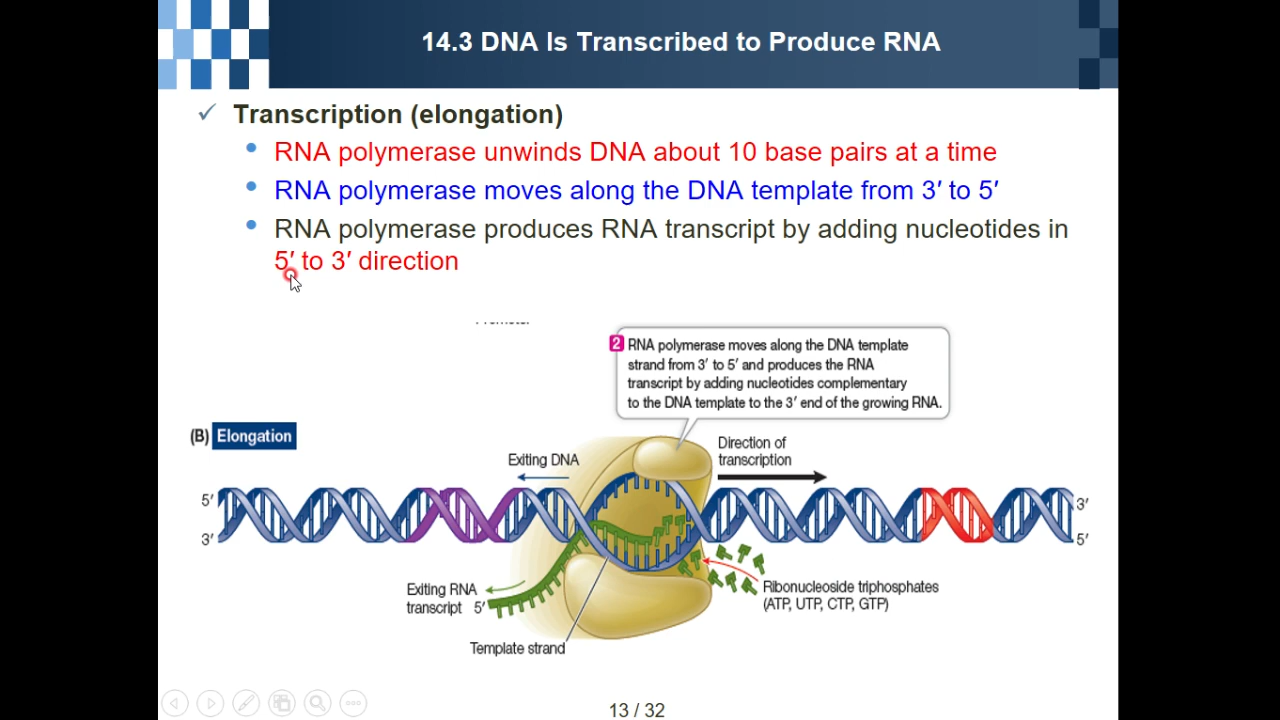 14.3 DNA Is Transcribed to Produce RNA
✓ Transcription (elongation)
• RNA polymerase unwinds DNA about 10 base pairs at a time
• RNA polymerase moves along the DNA template from 3′ to 5′
• RNA polymerase produces RNA transcript by adding nucleotides in
5′ to 3′ direction
2 RNA polymerase moves along the DNA template
strand from 3′ to 5′ and produces the RNA
transcript by adding nucleotides complementary
to the DNA template to the 3′ end of the growing RNA.
(B) Elongation
Exiting DNA
Direction of
transcription
5′
3′
3′
5′
Exiting RNA
transcript 5′
Ribonucleoside triphosphates
(ATP, UTP, CTP, GTP)
Template strand
13 / 32